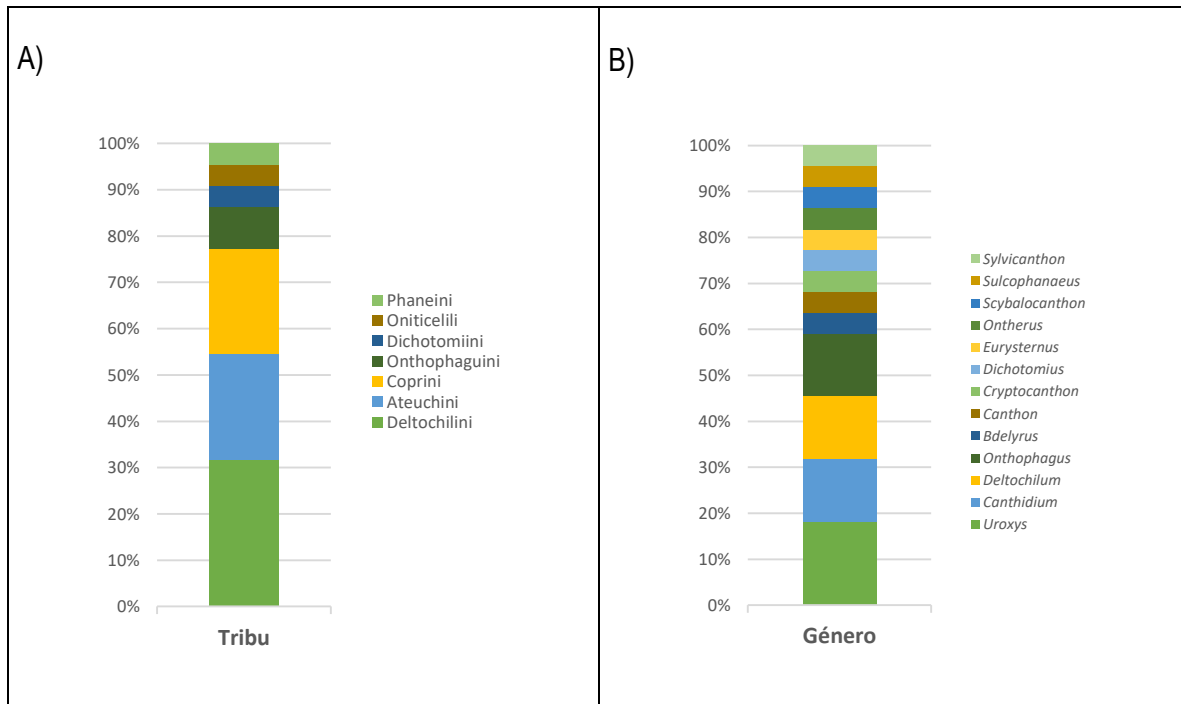 A)
100%
90%
80%
70%
60%
50%
40%
30%
20%
10%
0%
Tribu
Phaneini
Oniticelili
Dichotomiini
Onthophaguini
Coprini
Ateuchini
Deltochilini
B)
100%
90%
80%
70%
60%
50%
40%
30%
20%
10%
0%
Género
Sylvicanthon
Sulcophanaeus
Scybalocanthon
Ontherus
Eurysternus
Dichotomius
Cryptocanthon
Canthon
Bdelyrus
Onthophagus
Deltochilum
Canthidium
Uroxys